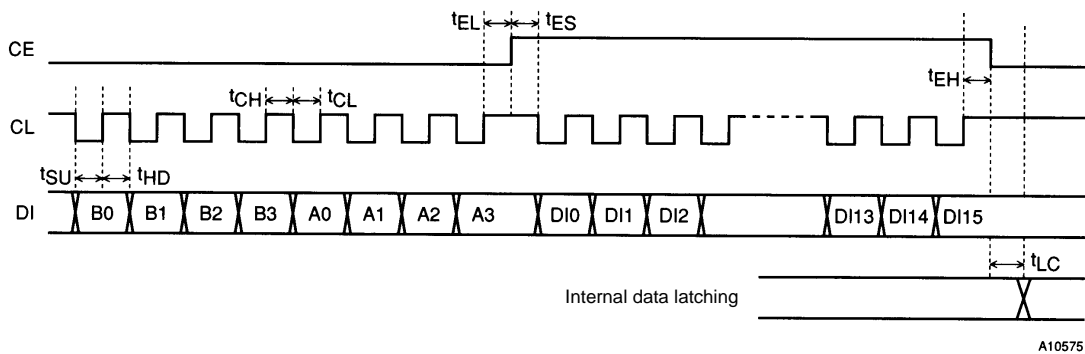 tEL tES
CE
tEH
tCH tCL
CL
tSU tHD
DI B0 B1 B2 B3 A0 A1 A2 A3 DI0 DI1 DI2 DI13 DI14 DI15
tLC
Internal data latching
A10575